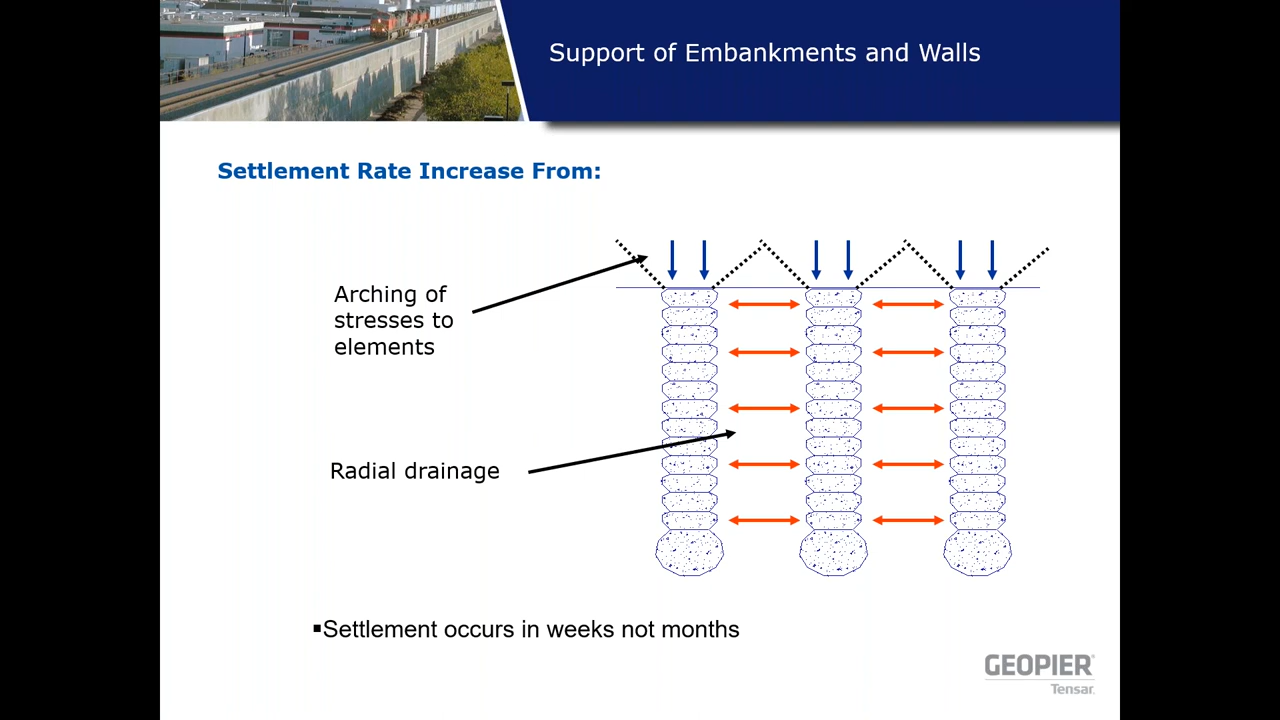 Support of Embankments and Walls
Settlement Rate Increase From:
Arching of
stresses to
elements
Radial drainage
▪Settlement occurs in weeks not months
GEOPIER®
Tensar.